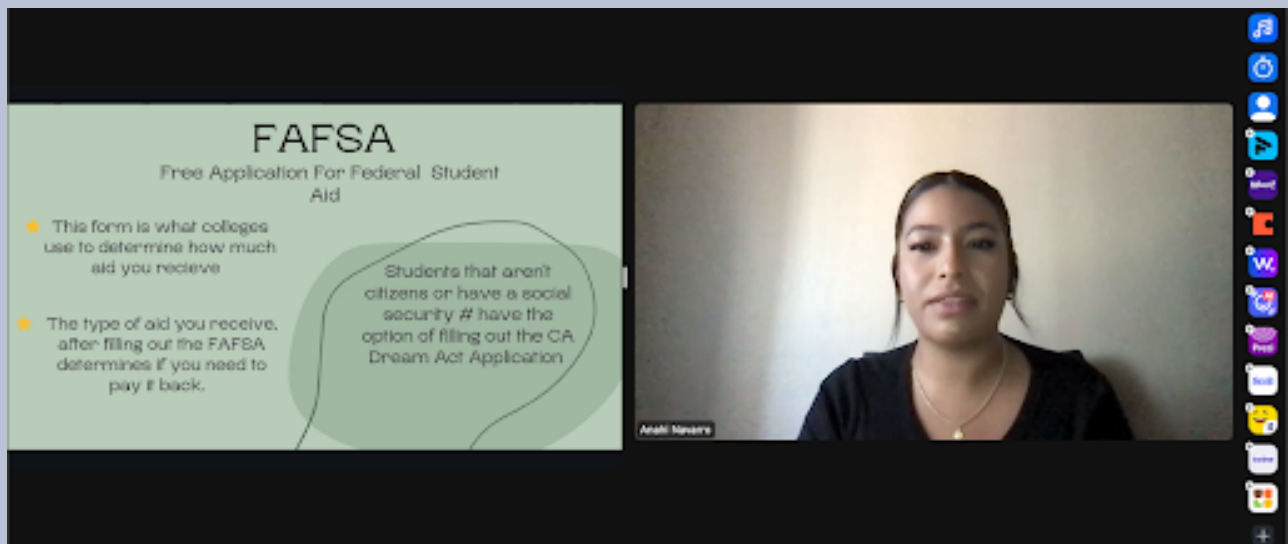 FAFSA
Free Application For Federal Student
Aid
This form is what colleges
use to determine how much
aid you recieve
The type of aid you receive,
after filling out the FAFSA
determines if you need to
pay it back.
Students that aren't
citizens or have a social
security # have the
option of filling out the CA
Dream Act Application
Anahi Navarro
W
Prezi